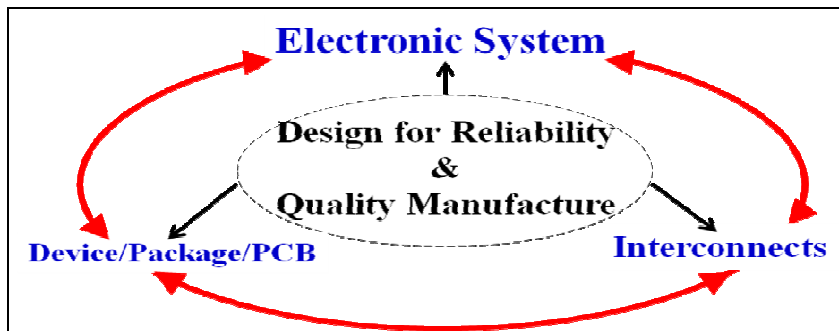 Electronic System
Design for Reliability
&
Quality Manufacture
Device/Package/PCB
Interconnects